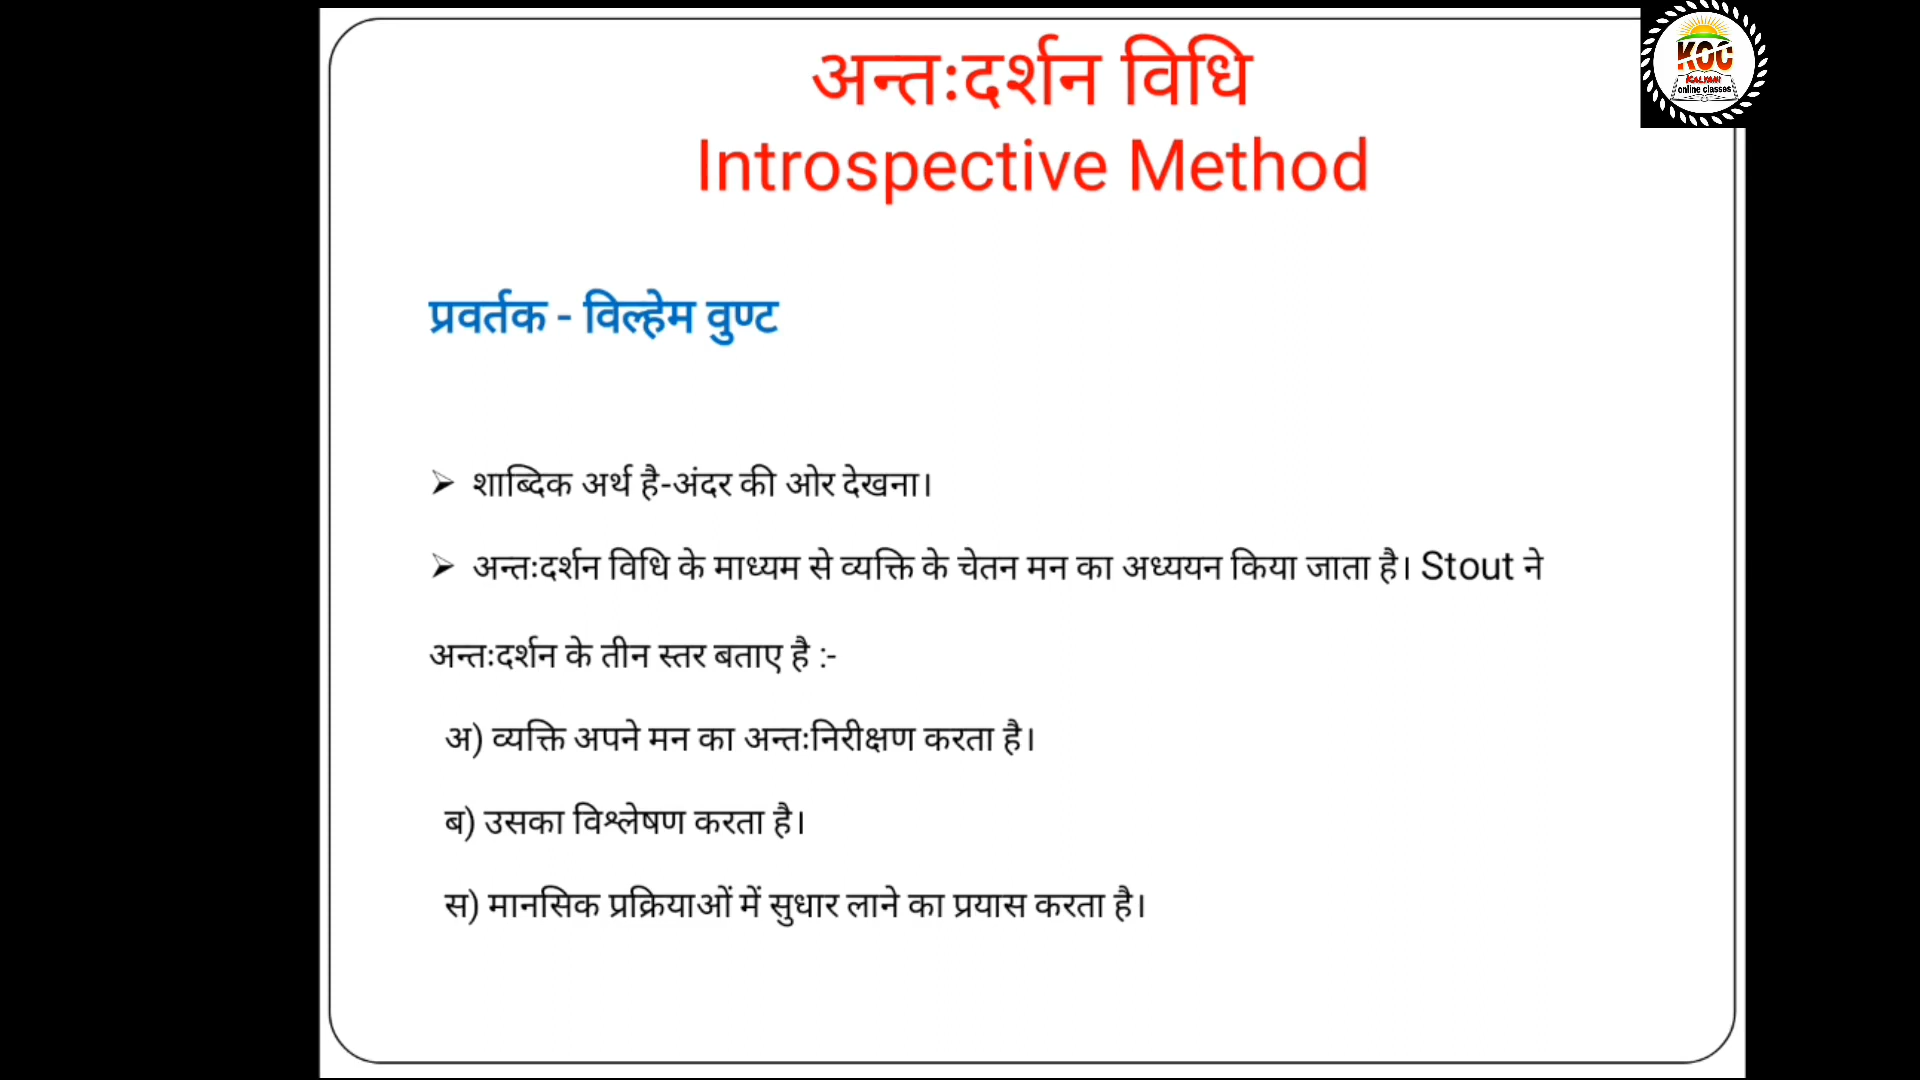 अन्तःदर्शन विधि
Introspective Method
KOC
KALYANI
online classes
प्रवर्तक - विल्हेम वुण्ट
➢ शाब्दिक अर्थ है-अंदर की ओर देखना।
➢ अन्तःदर्शन विधि के माध्यम से व्यक्ति के चेतन मन का अध्ययन किया जाता है। Stout ने
अन्तःदर्शन के तीन स्तर बताए है :-
अ) व्यक्ति अपने मन का अन्तःनिरीक्षण करता है।
ब) उसका विश्लेषण करता है।
स) मानसिक प्रक्रियाओं में सुधार लाने का प्रयास करता है।